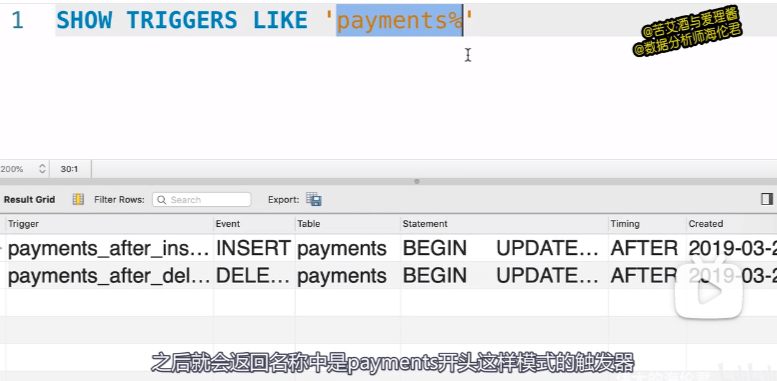 1 SHOW TRIGGERS LIKE 'payments%'
@苦艾酒与爱理酱
@数据分析师海伦君
200% 30:1
Result Grid Filter Rows: Search Export:
Trigger Event Table Statement Timing Created
payments_after_ins... INSERT payments BEGIN UPDATE... AFTER 2019-03-2
payments_after_del... DELE... payments BEGIN UPDATE... AFTER 2019-03-2
之后就会返回名称中是payments开头这样模式的触发器